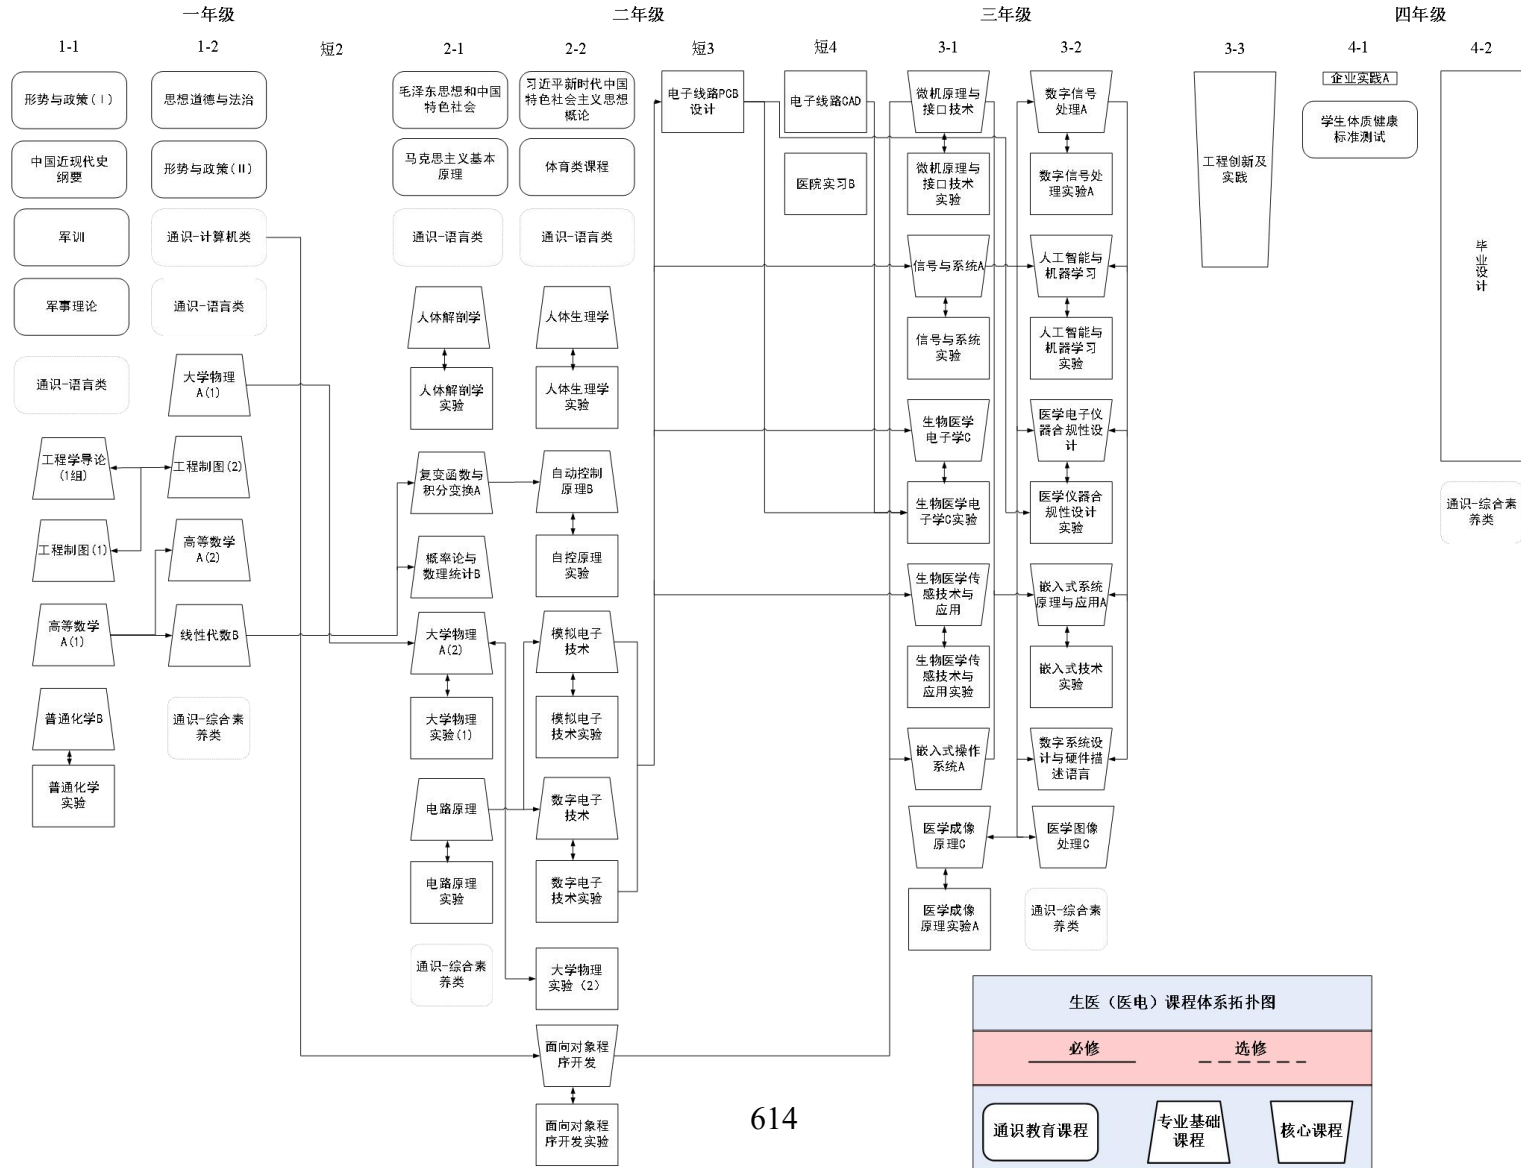 一年级
二年级
三年级
四年级
1-1
1-2
短2
2-1
2-2
短3
短4
3-1
3-2
3-3
4-1
4-2
形势与政策(Ⅰ)
中国近现代史
纲要
军训
军事理论
通识-语言类
工程学导论
(1组)
工程制图(1)
高等数学
A(1)
普通化学B
普通化学
实验
思想道德与法治
形势与政策(II)
通识-计算机类
通识-语言类
大学物理
A(1)
工程制图(2)
高等数学
A(2)
线性代数B
通识-综合素
养类
毛泽东思想和中国
特色社会
马克思主义基本
原理
通识-语言类
人体解剖学
人体解剖学
实验
复变函数与
积分变换A
概率论与
数理统计B
大学物理
A(2)
大学物理
实验(1)
电路原理
电路原理
实验
通识-综合素
养类
习近平新时代中国
特色社会主义思想
概论
体育类课程
通识-语言类
人体生理学
人体生理学
实验
自动控制
原理B
自控原理
实验
模拟电子
技术
模拟电子
技术实验
数字电子
技术
数字电子
技术实验
大学物理
实验（2）
面向对象程
序开发
面向对象程
序开发实验
电子线路PCB
设计
电子线路CAD
医院实习B
微机原理与
接口技术
微机原理与
接口技术
实验
信号与系统A
信号与系统
实验
生物医学
电子学C
生物医学电
子学C实验
生物医学传
感技术与
应用
生物医学传
感技术与
应用实验
嵌入式操作
系统A
医学成像
原理C
医学成像
原理实验A
数字信号
处理A
数字信号处
理实验A
人工智能与
机器学习
人工智能与
机器学习
实验
医学电子仪
器合规性设
计
医学仪器合
规性设计
实验
嵌入式系统
原理与应用A
嵌入式技术
实验
数字系统设
计与硬件描
述语言
医学图像
处理C
通识-综合素
养类
工程创新及
实践
企业实践A
学生体质健康
标准测试
毕业设计
通识-综合素
养类
生医（医电）课程体系拓扑图
必修
选修
通识教育课程
专业基础
课程
核心课程
614